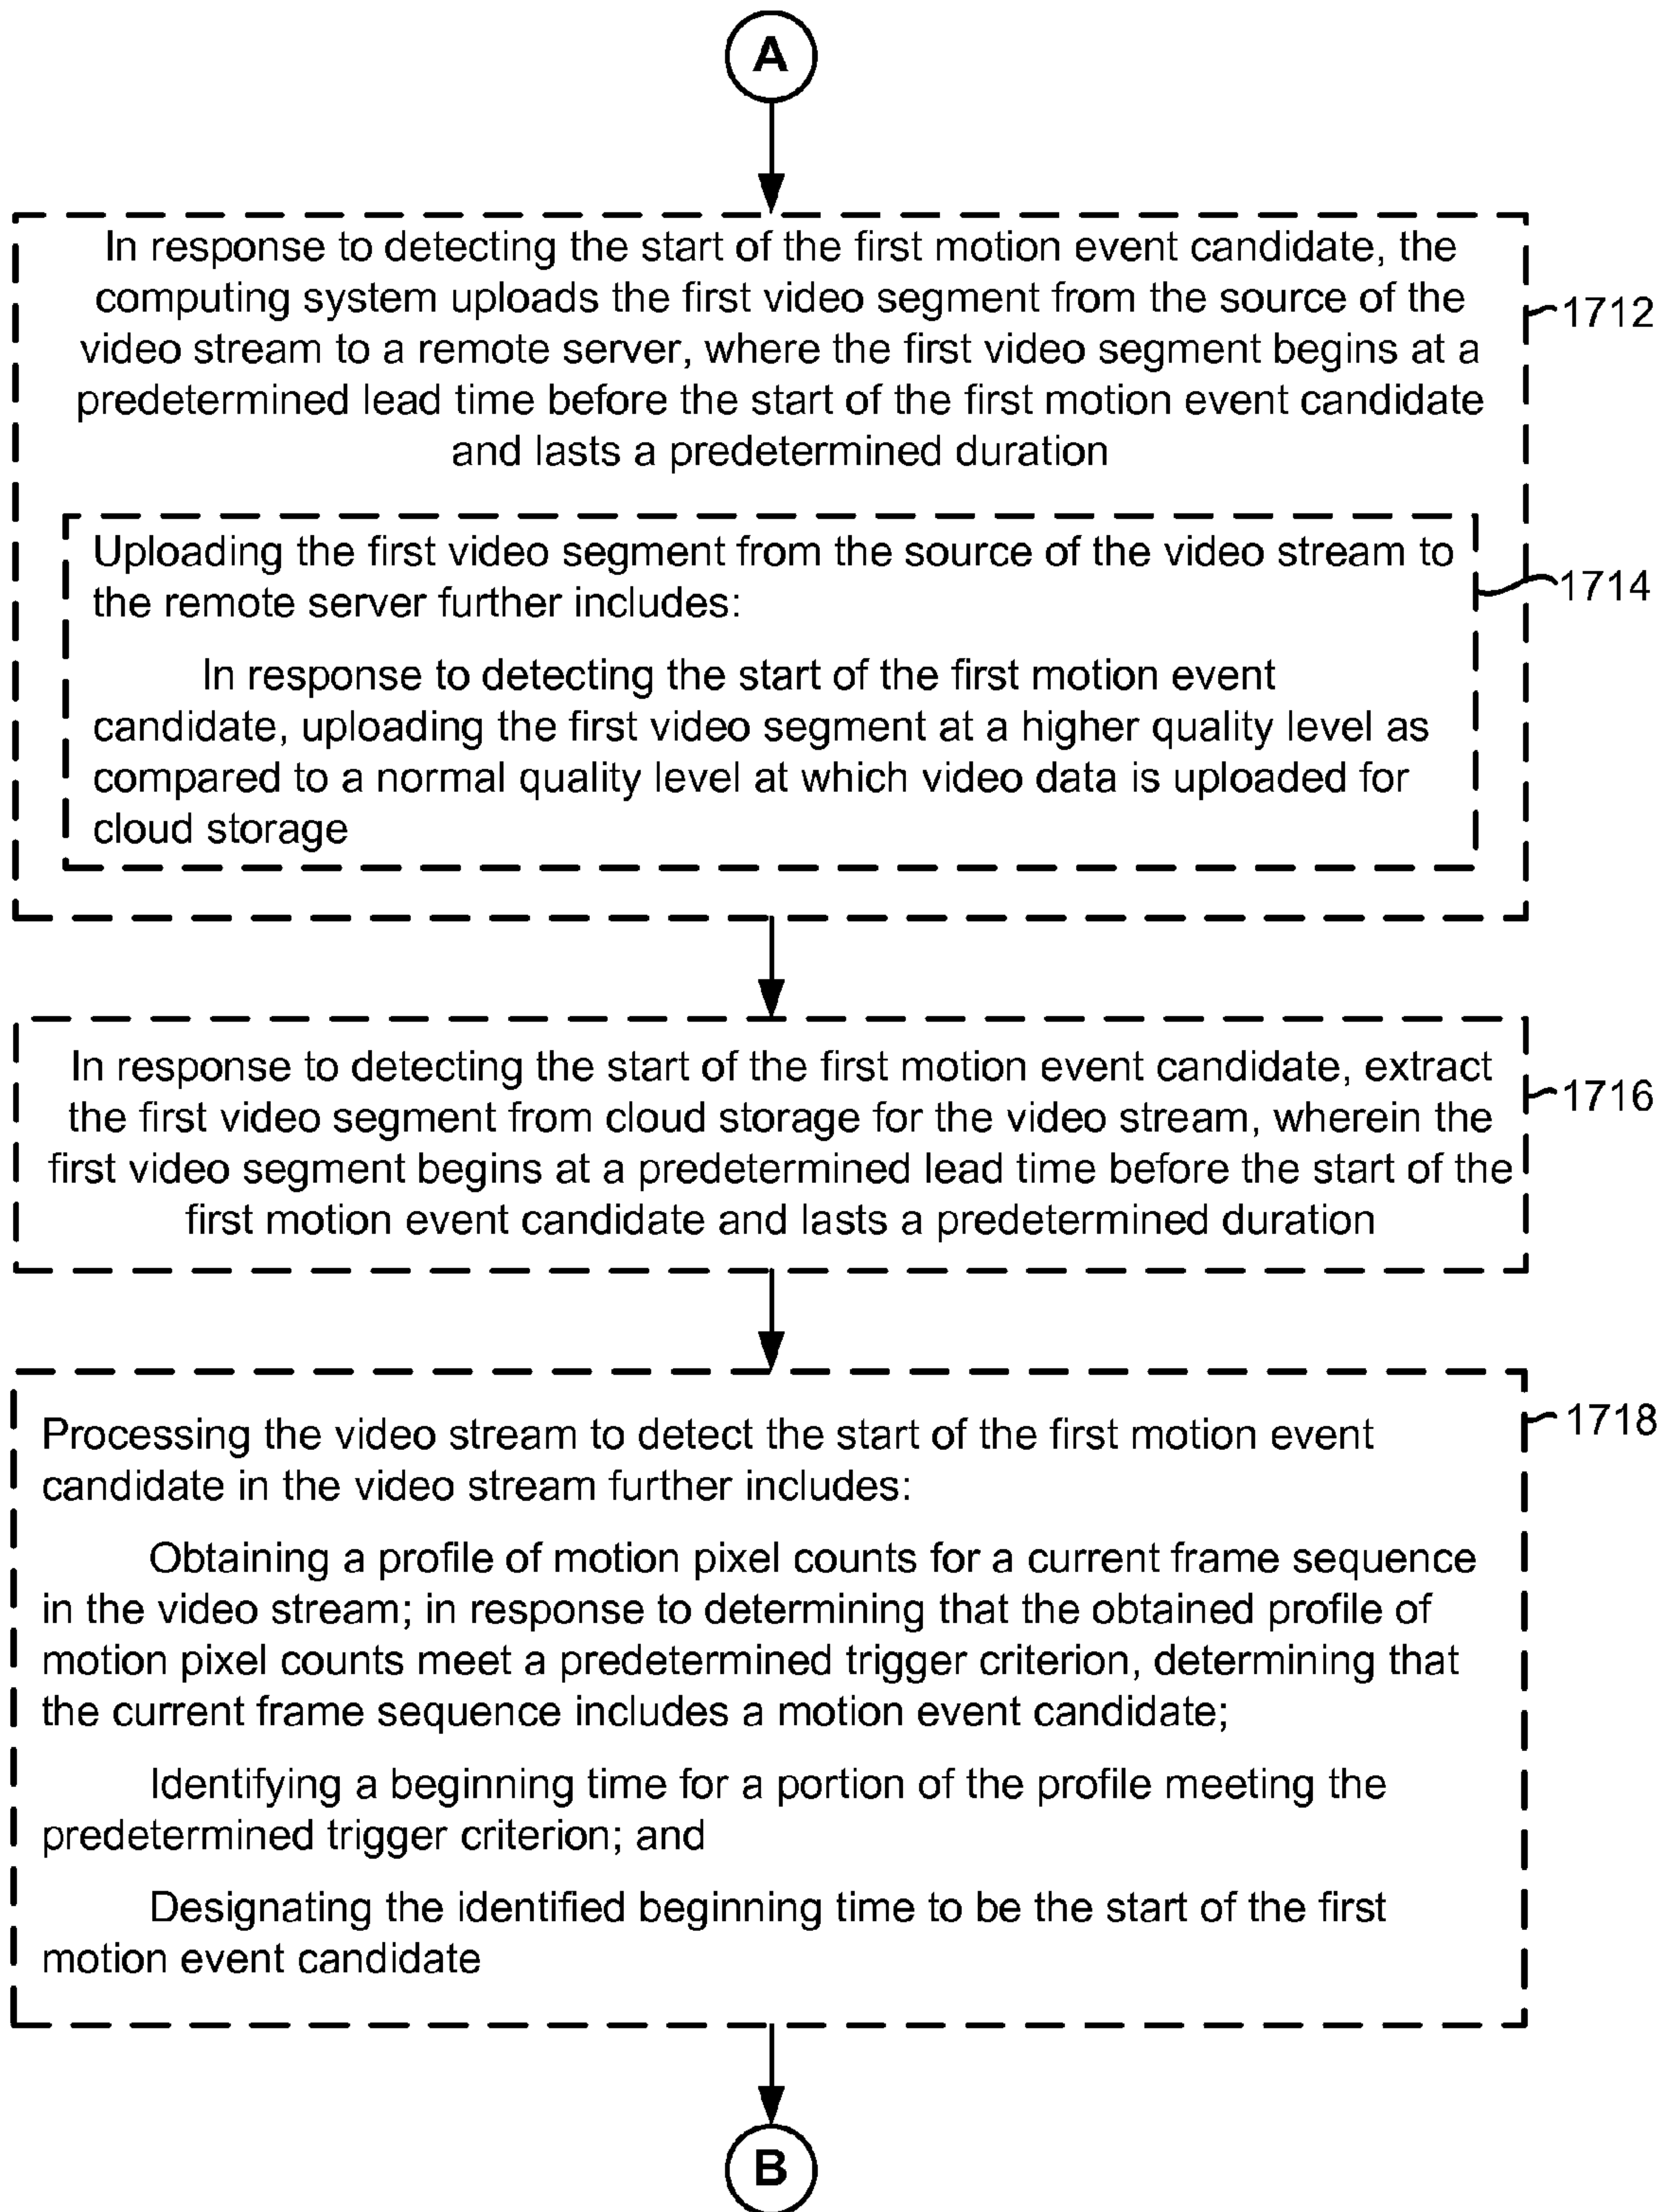 A
In response to detecting the start of the first motion event candidate, the
computing system uploads the first video segment from the source of the
video stream to a remote server, where the first video segment begins at a
predetermined lead time before the start of the first motion event candidate
and lasts a predetermined duration
1712
Uploading the first video segment from the source of the video stream to
the remote server further includes:
1714
In response to detecting the start of the first motion event
candidate, uploading the first video segment at a higher quality level as
compared to a normal quality level at which video data is uploaded for
cloud storage
In response to detecting the start of the first motion event candidate, extract
the first video segment from cloud storage for the video stream, wherein the
first video segment begins at a predetermined lead time before the start of the
first motion event candidate and lasts a predetermined duration
1716
Processing the video stream to detect the start of the first motion event
candidate in the video stream further includes:
1718
Obtaining a profile of motion pixel counts for a current frame sequence
in the video stream; in response to determining that the obtained profile of
motion pixel counts meet a predetermined trigger criterion, determining that
the current frame sequence includes a motion event candidate;
Identifying a beginning time for a portion of the profile meeting the
predetermined trigger criterion; and
Designating the identified beginning time to be the start of the first
motion event candidate
B